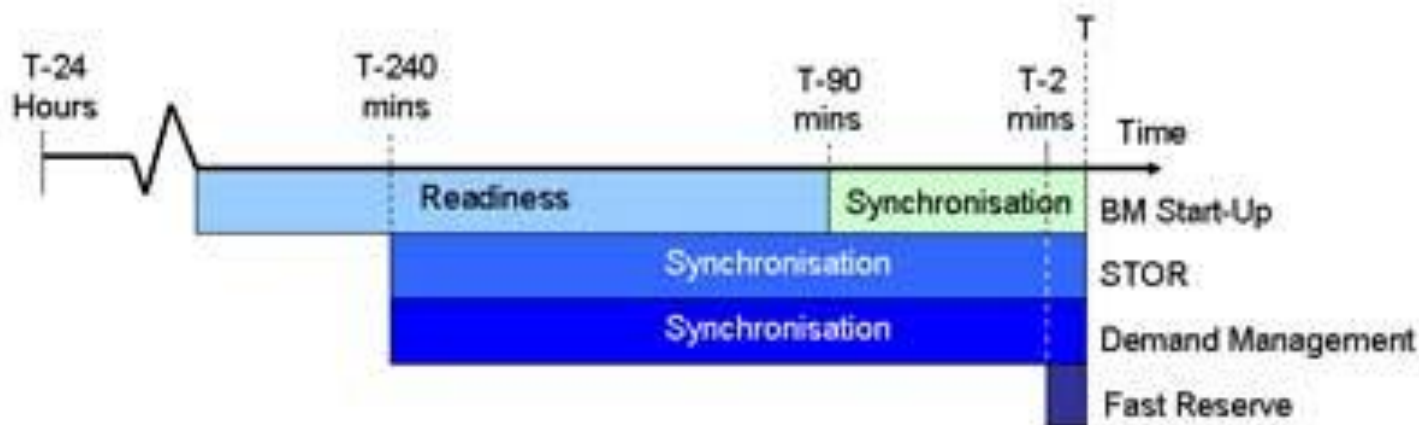 T
T-24
Hours
T-240
mins
T-90
mins
T-2
mins
Time
Readiness
Synchronisation
BM Start-Up
Synchronisation
STOR
Synchronisation
Demand Management
Fast Reserve